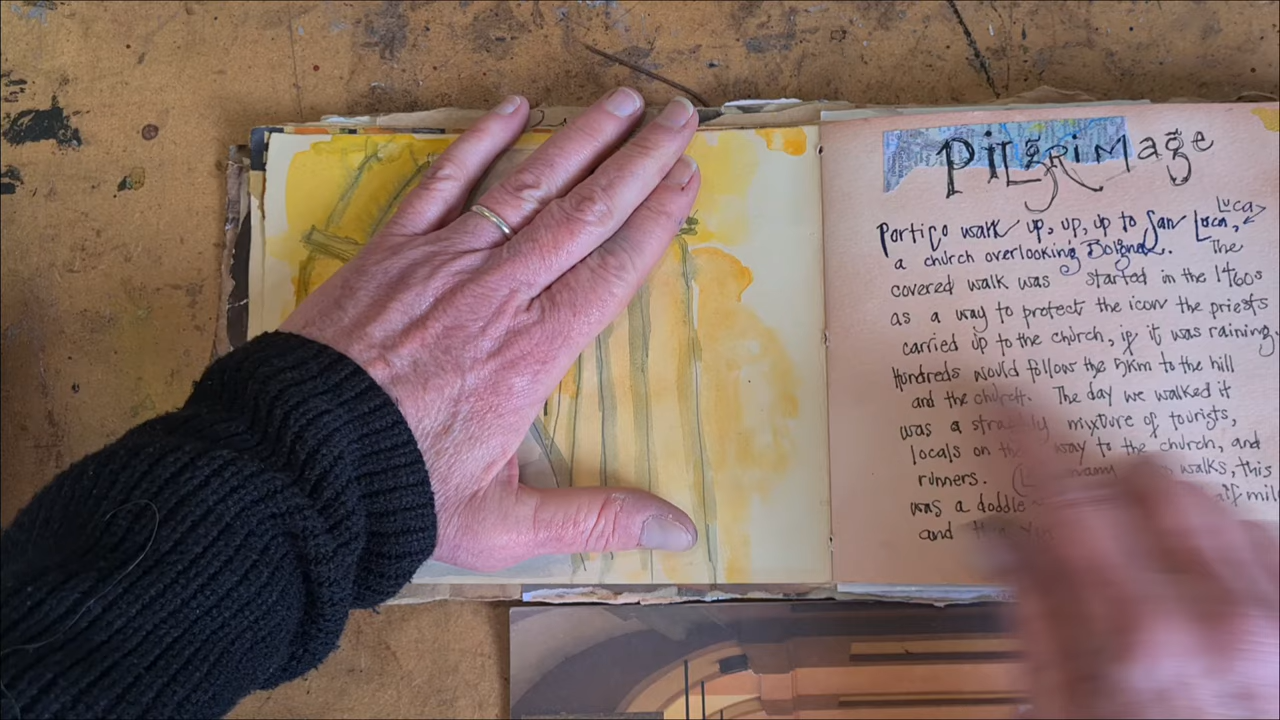 PILgRIMage
Portico walk up, up, up to San Luca,
Luca
a church overlooking Bologna. The
covered walk was started in the 1460s
as a way to protect the icon the priests
carried up to the church, if it was raining
Hundreds would follow the 5km to the hill
and the church. The day we walked it
was a mixture of tourists,
locals on the way to the church, and
runners. many walks, this
was a doddle
and